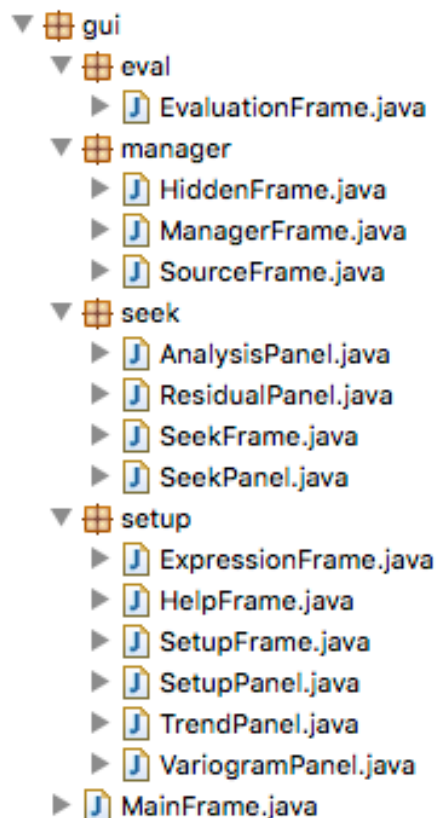 gui
eval
EvaluationFrame.java
manager
HiddenFrame.java
ManagerFrame.java
SourceFrame.java
seek
AnalysisPanel.java
ResidualPanel.java
SeekFrame.java
SeekPanel.java
setup
ExpressionFrame.java
HelpFrame.java
SetupFrame.java
SetupPanel.java
TrendPanel.java
VariogramPanel.java
MainFrame.java